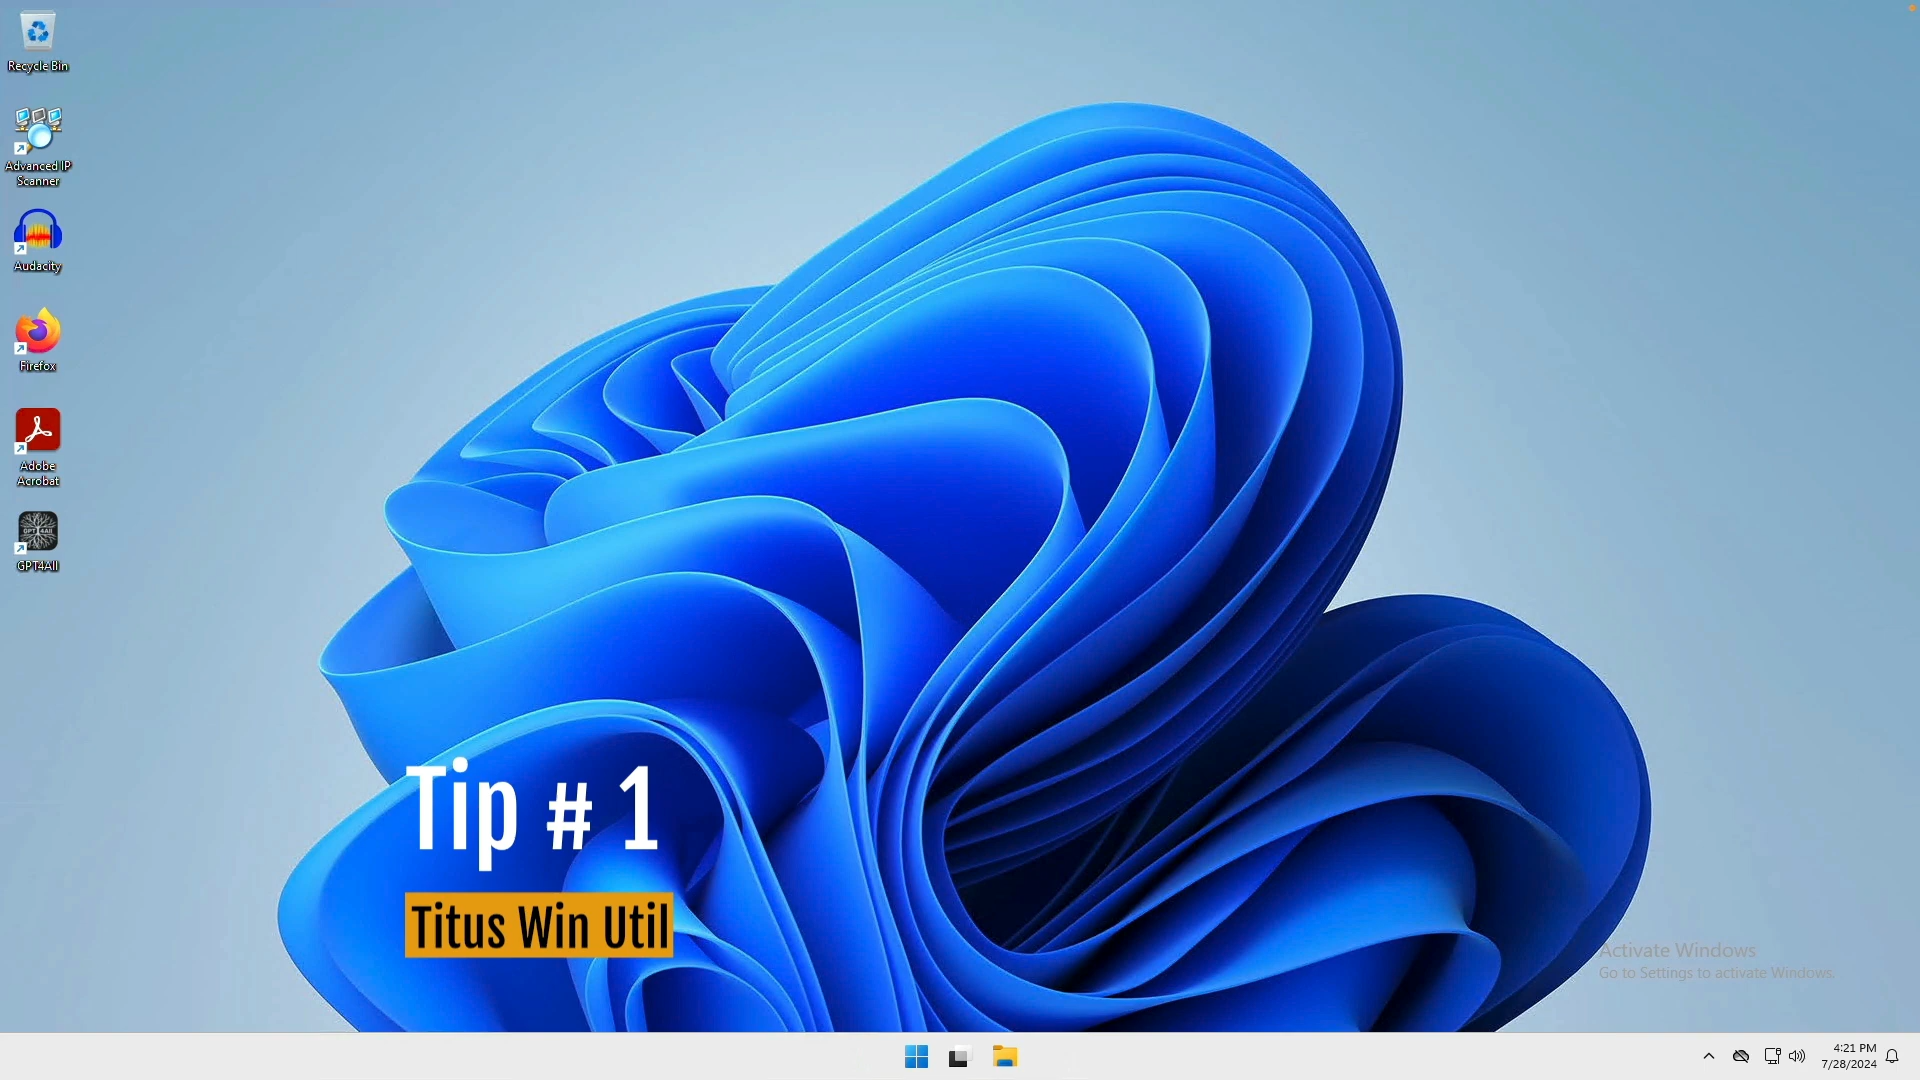 Recycle Bin
Advanced IP
Scanner
Audacity
Firefox
Adobe
Acrobat
GPT4All
GPT4All
Tip # 1
Titus Win Util
Activate Windows
Go to Settings to activate Windows.
4:21 PM
7/28/2024